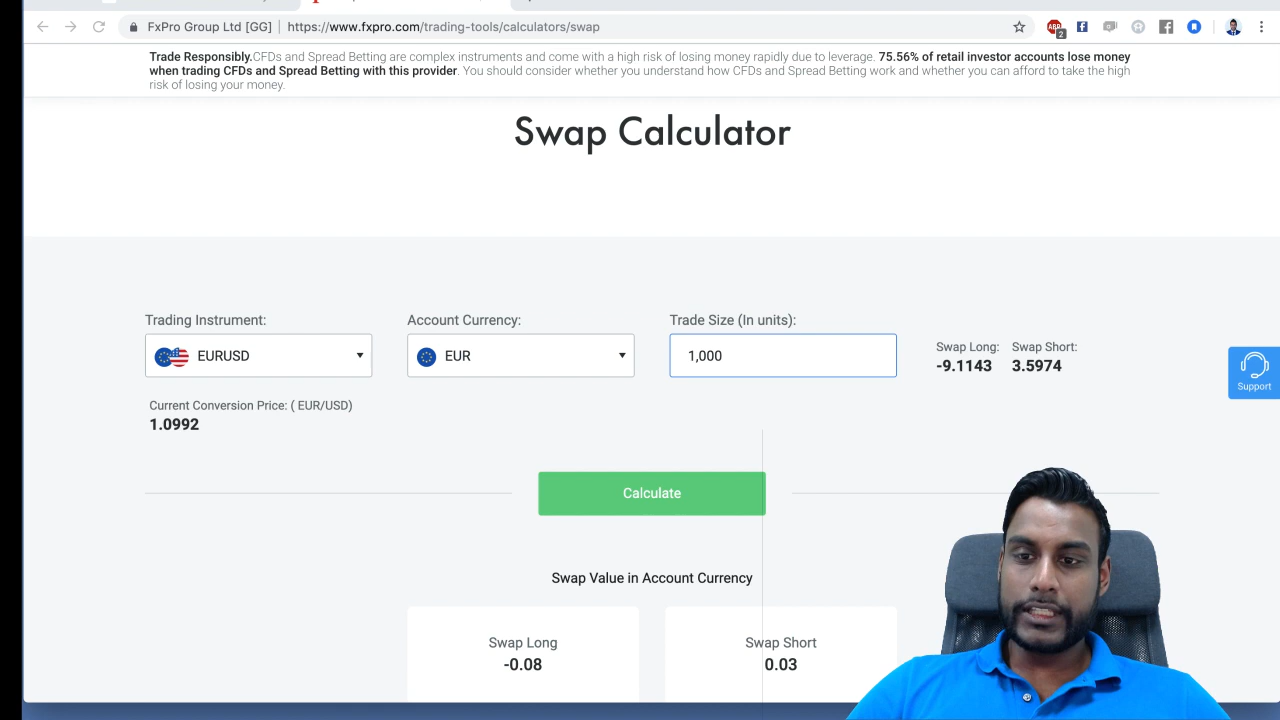 FxPro Group Ltd [GG] https://www.fxpro.com/trading-tools/calculators/swap
ABP
2
Trade Responsibly.CFDs and Spread Betting are complex instruments and come with a high risk of losing money rapidly due to leverage. 75.56% of retail investor accounts lose money
when trading CFDs and Spread Betting with this provider. You should consider whether you understand how CFDs and Spread Betting work and whether you can afford to take the high
risk of losing your money.
Swap Calculator
Trading Instrument: Account Currency: Trade Size (In units):
EURUSD EUR 1,000
Swap Long: Swap Short:
-9.1143 3.5974
Support
Current Conversion Price: ( EUR/USD)
1.0992
Calculate
Swap Value in Account Currency
Swap Long Swap Short
-0.08 0.03